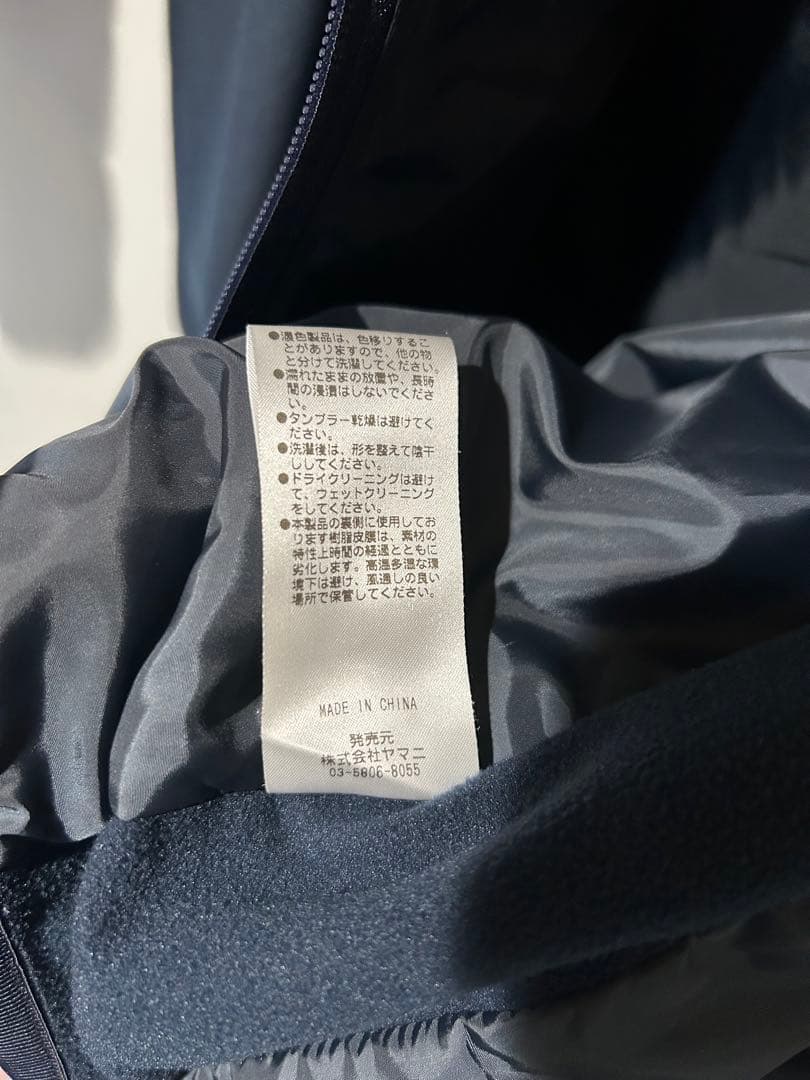 ●濃色製品は、色移りするこ
とがありますので、他の物
と分けて洗濯してください。
●濡れたままの放置や、長時
間の浸漬はしないでくださ
い。
●タンブラー乾燥は避けてく
ださい。
●洗濯後は、形を整えて陰干
ししてください。
●ドライクリーニングは避け
て、ウェットクリーニング
をしてください。
●本製品の裏側に使用してお
ります樹脂皮膜は、素材の
特性上時間の経過とともに
劣化します。高温多湿な環
境下は避け、風通しの良い
場所で保管してください。
MADE IN CHINA
発売元
株式会社ヤマニ
03-5806-8055